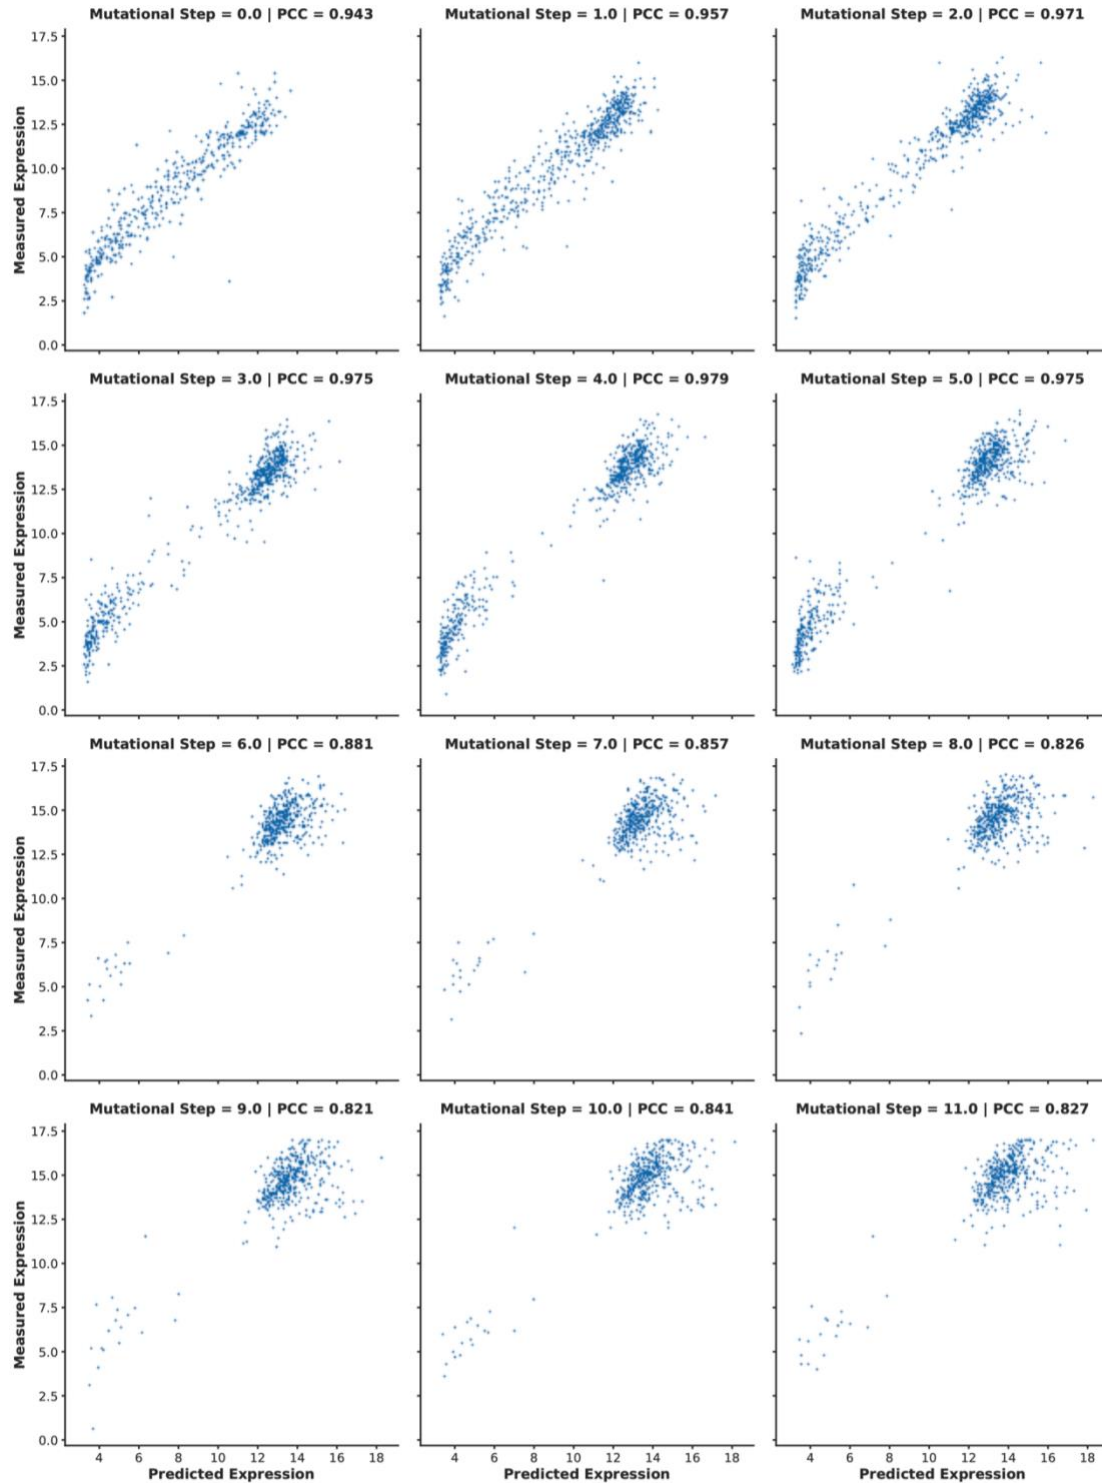 Mutational Step = 0.0 | PCC = 0.943
Mutational Step = 1.0 | PCC = 0.957
Mutational Step = 2.0 | PCC = 0.971
17.5
15.0
12.5
10.0
7.5
5.0
2.5
0.0
Measured Expression
Mutational Step = 3.0 | PCC = 0.975
Mutational Step = 4.0 | PCC = 0.979
Mutational Step = 5.0 | PCC = 0.975
17.5
15.0
12.5
10.0
7.5
5.0
2.5
0.0
Measured Expression
Mutational Step = 6.0 | PCC = 0.881
Mutational Step = 7.0 | PCC = 0.857
Mutational Step = 8.0 | PCC = 0.826
17.5
15.0
12.5
10.0
7.5
5.0
2.5
0.0
Measured Expression
Mutational Step = 9.0 | PCC = 0.821
Mutational Step = 10.0 | PCC = 0.841
Mutational Step = 11.0 | PCC = 0.827
17.5
15.0
12.5
10.0
7.5
5.0
2.5
0.0
Measured Expression
4 6 8 10 12 14 16 18
4 6 8 10 12 14 16 18
4 6 8 10 12 14 16 18
Predicted Expression
Predicted Expression
Predicted Expression